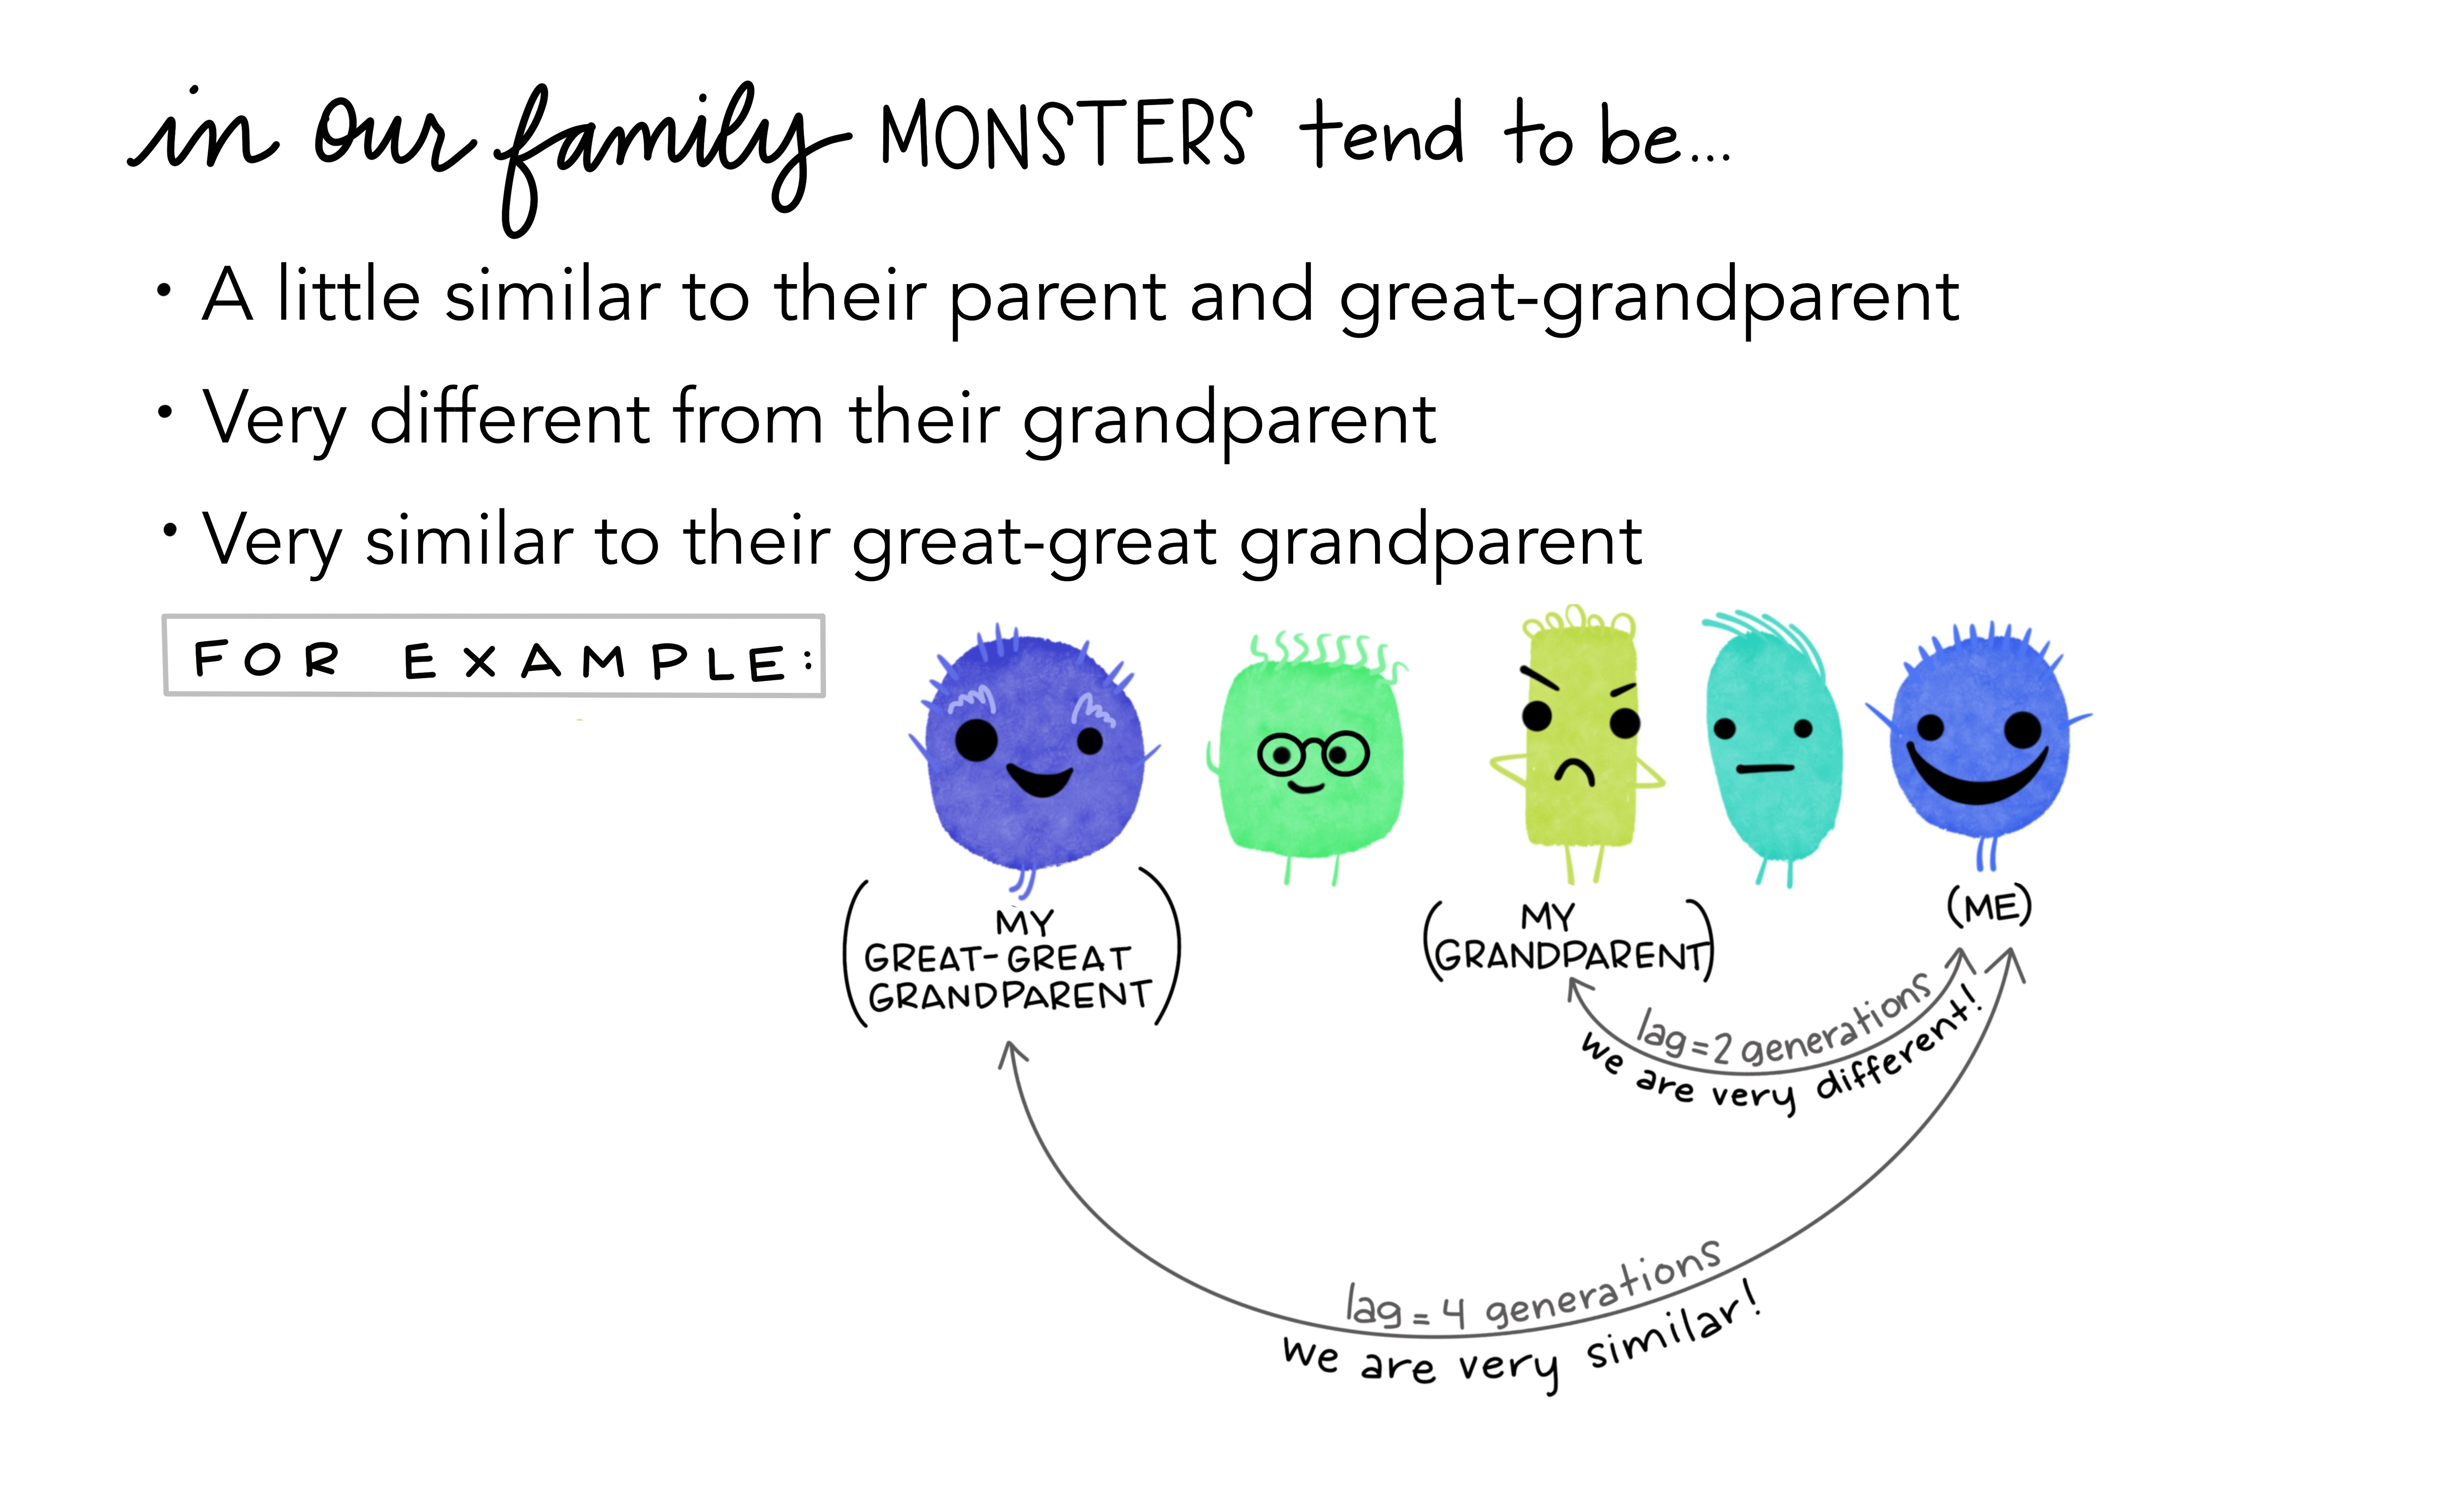 in our family MONSTERS tend to be...
• A little similar to their parent and great-grandparent
• Very different from their grandparent
• Very similar to their great-great grandparent
FOR EXAMPLE:
(MY
GREAT-GREAT
GRANDPARENT)
(MY
GRANDPARENT)
(ME)
lag=2 generations
we are very different!
lag=4 generations
we are very similar!